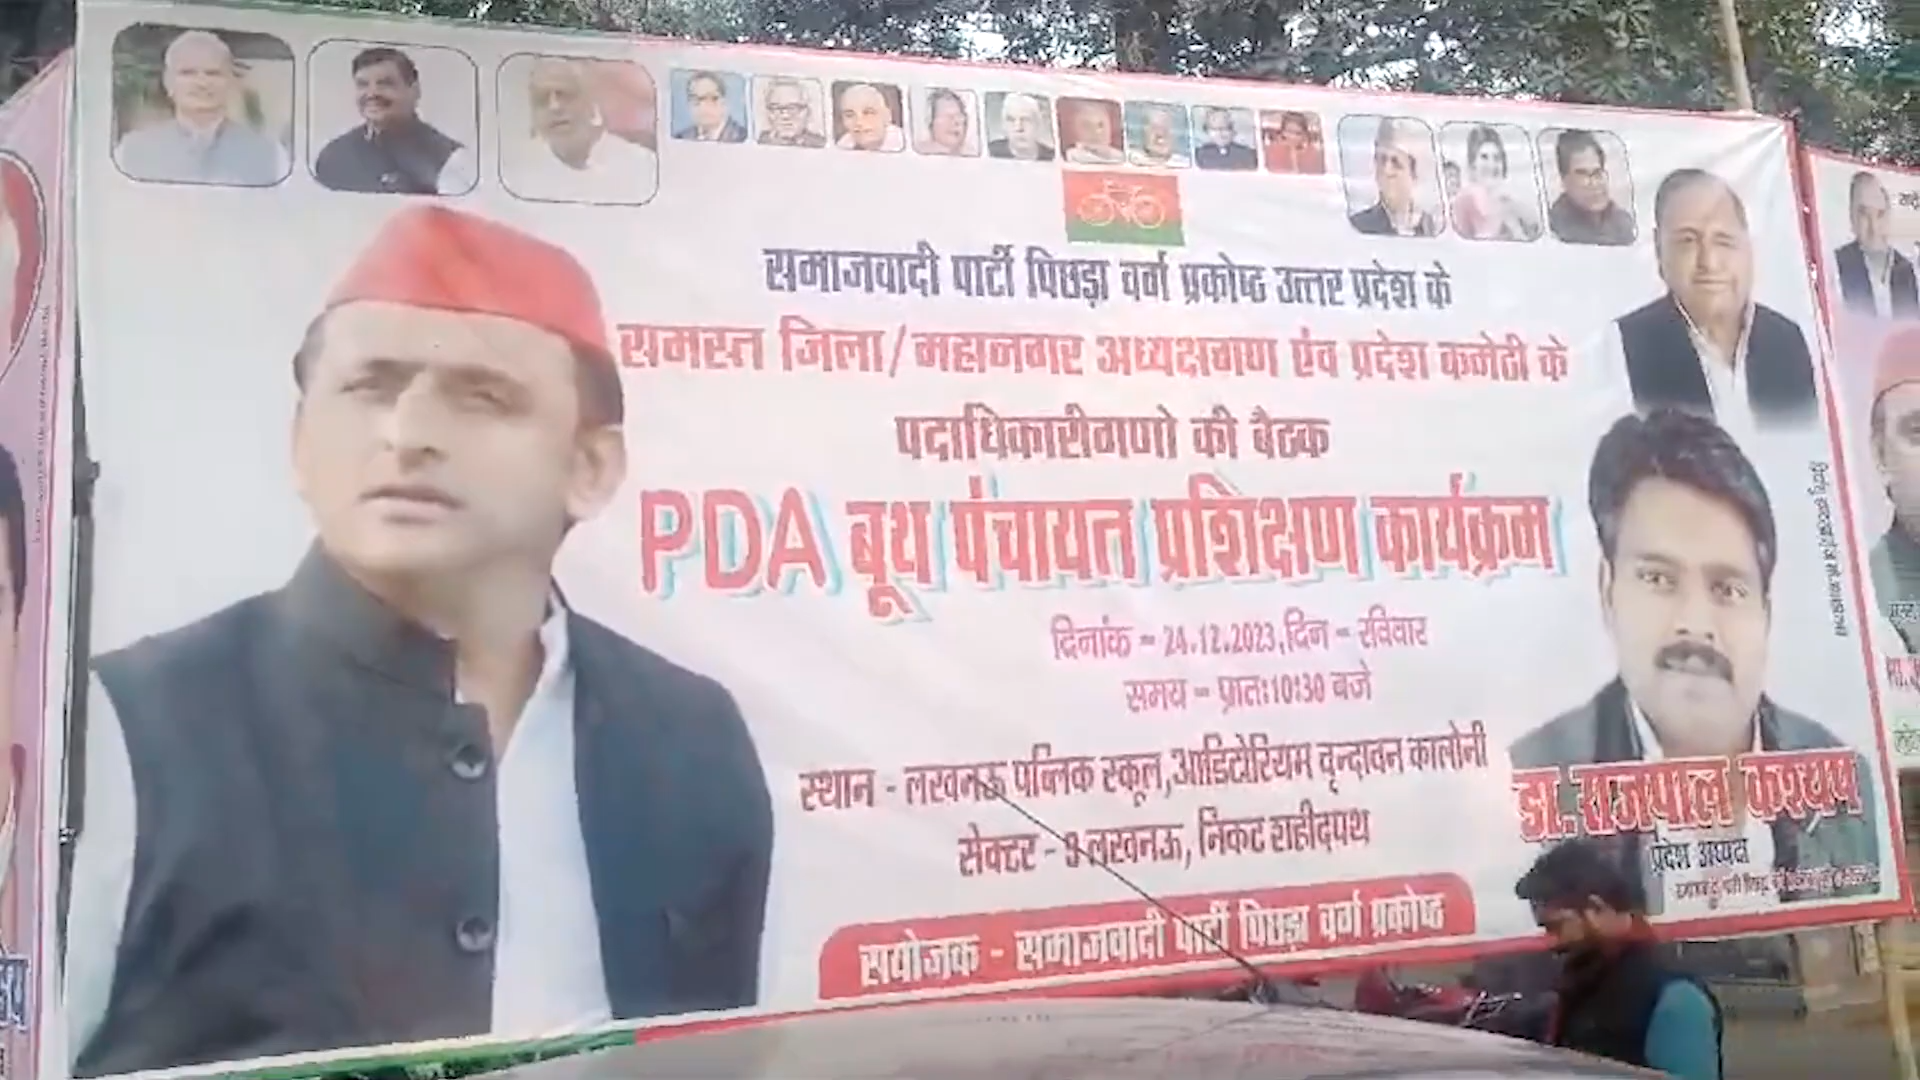 समाजवादी पार्टी पिछड़ा वर्ग प्रकोष्ठ उत्तर प्रदेश के
समस्त जिला/महानगर अध्यक्षगण एंव प्रदेश कमेठी के
पदाधिकारीगणो की बैठक
PDA बूथ पंचायत प्रशिक्षण कार्यक्रम
दिनांक - 24.12.2023,दिन - रविवार
समय - प्रातः10:30 बजे
स्थान - लखनऊ पब्लिक स्कूल,आडिटोरियम वृन्दावन कालोनी
सेक्टर - 9 लखनऊ, निकट शहीदपथ
सयोजक - समाजवादी पार्टी पिछड़ा वर्ग प्रकोष्ठ
डा. राजपाल कश्यप
प्रदेश अध्यक्ष